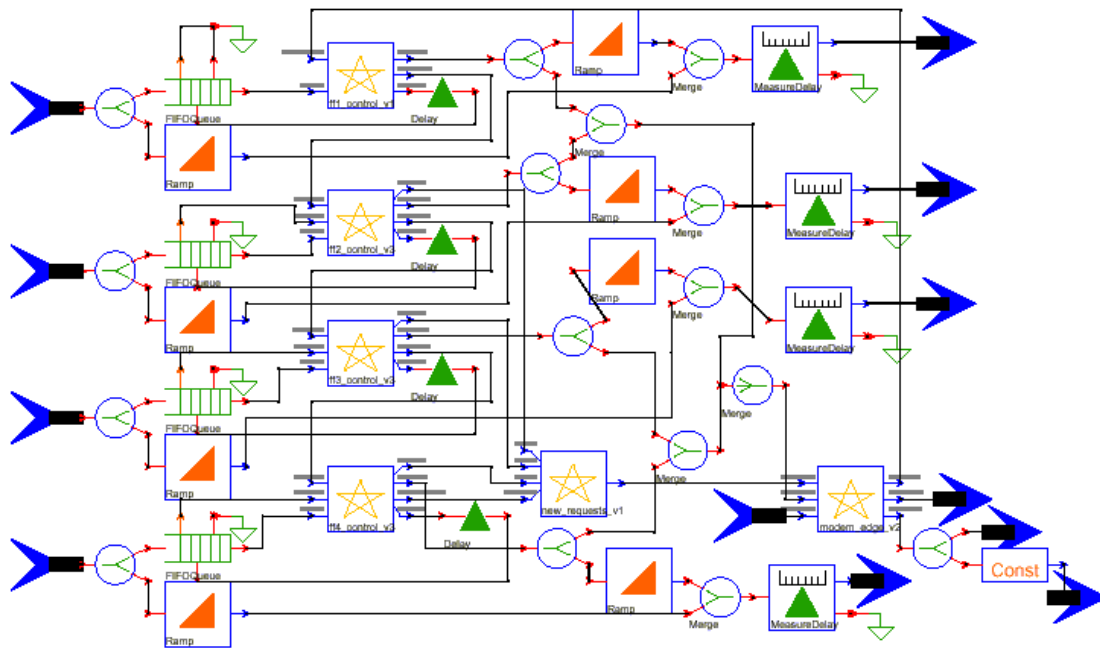 Ramp
Merge
MeasureDelay
FIFOQueue
ff1_control_v1
Delay
Merge
Ramp
Ramp
Merge
MeasureDelay
FIFOQueue
ff2_control_v3
Delay
Ramp
Merge
MeasureDelay
Ramp
ff3_control_v3
Delay
Merge
FIFOQueue
Ramp
Merge
new_requests_v1
ff4_control_v3
modem_edge_v2
Delay
FIFOQueue
Const
Ramp
Merge
MeasureDelay
Ramp